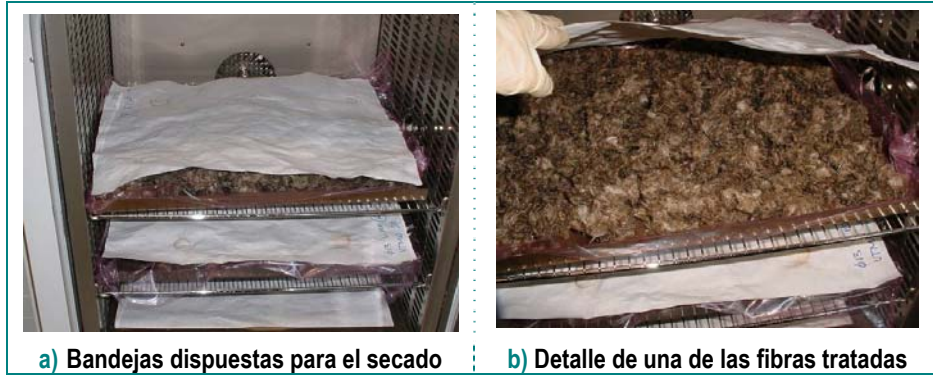 a) Bandejas dispuestas para el secado
b) Detalle de una de las fibras tratadas